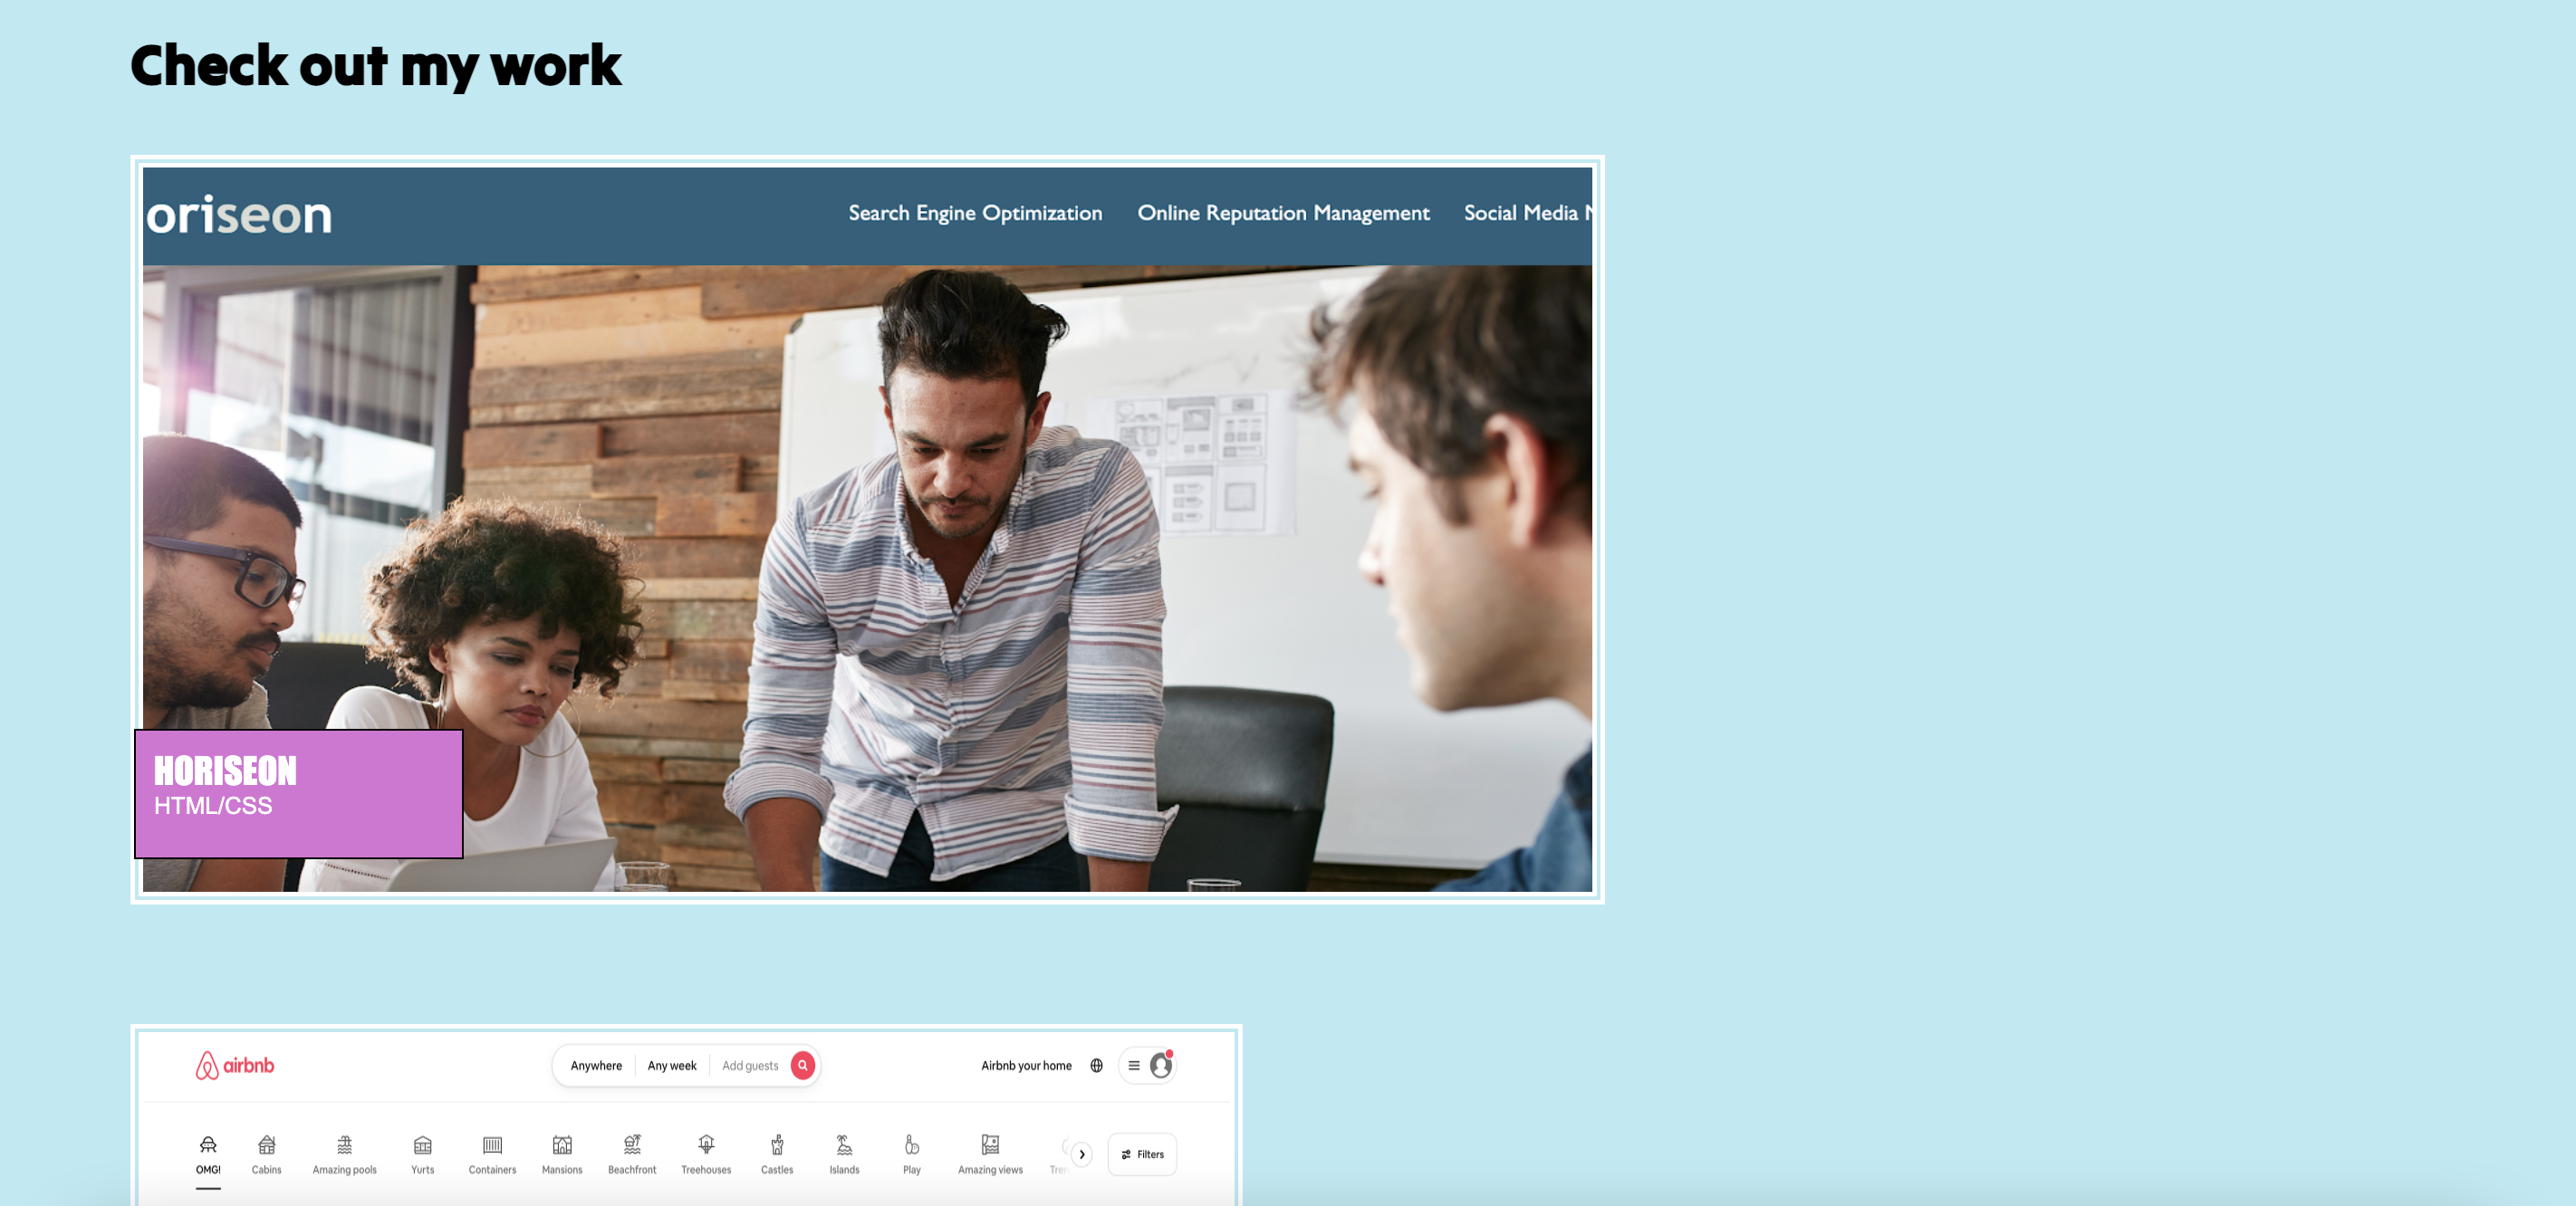 Check out my work
oriseon
Search Engine Optimization Online Reputation Management Social Media
HORISEON
HTML/CSS
airbnb
Anywhere Any week Add guests
Airbnb your home
OMG! Cabins Amazing pools Yurts Containers Mansions Beachfront Treehouses Castles Islands Play Amazing views
Filters